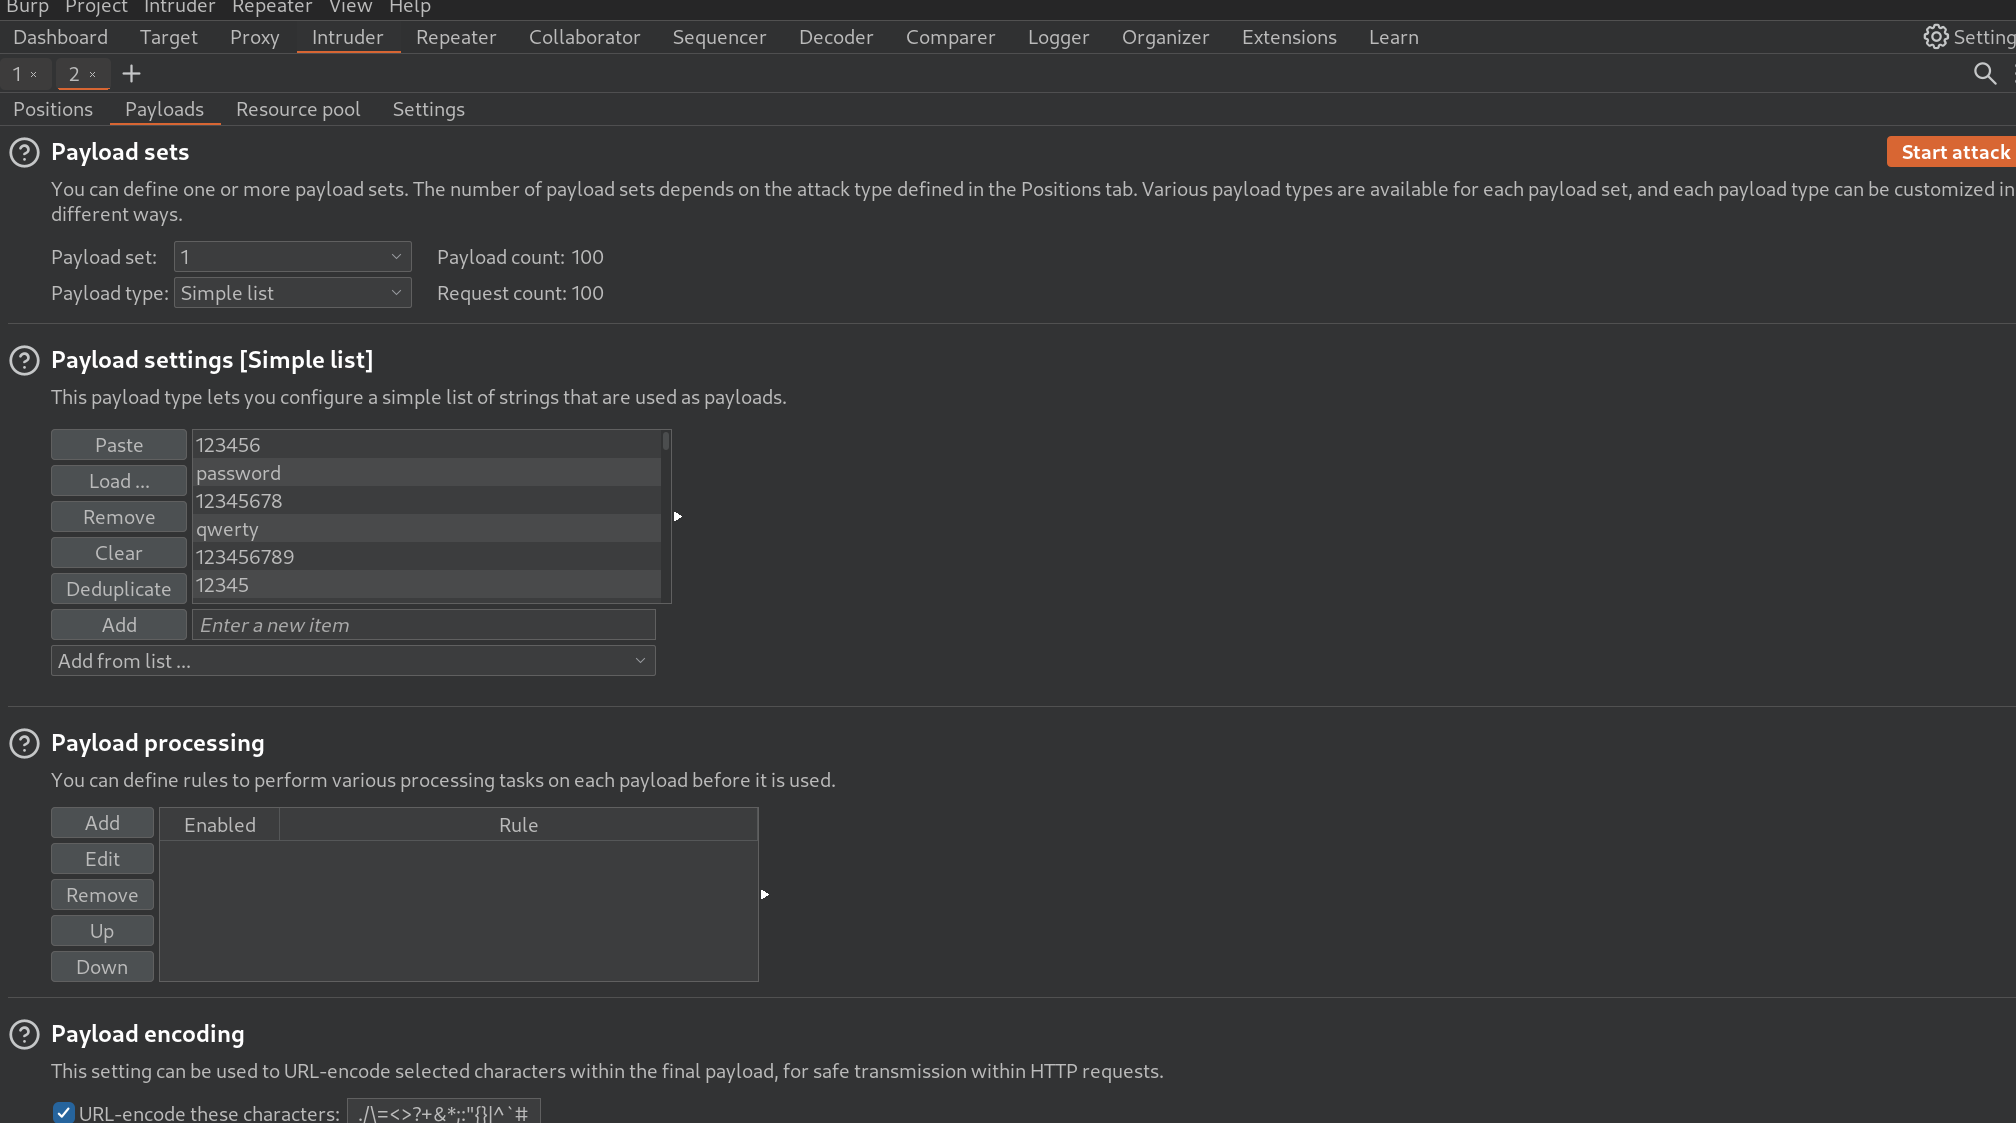 Burp Project Intruder Repeater View Help
Dashboard Target Proxy Intruder Repeater Collaborator Sequencer Decoder Comparer Logger Organizer Extensions Learn Setting
1 × 2 × +
Positions Payloads Resource pool Settings
? Payload sets Start attack
You can define one or more payload sets. The number of payload sets depends on the attack type defined in the Positions tab. Various payload types are available for each payload set, and each payload type can be customized in
different ways.
Payload set: 1 Payload count: 100
Payload type: Simple list Request count: 100
? Payload settings [Simple list]
This payload type lets you configure a simple list of strings that are used as payloads.
Paste 123456
password
Load ... 12345678
Remove qwerty
Clear 123456789
Deduplicate 12345
Add Enter a new item
Add from list ...
? Payload processing
You can define rules to perform various processing tasks on each payload before it is used.
Add Enabled Rule
Edit
Remove
Up
Down
? Payload encoding
This setting can be used to URL-encode selected characters within the final payload, for safe transmission within HTTP requests.
URL-encode these characters: ./\=<>?+&*;:"{}|^`#